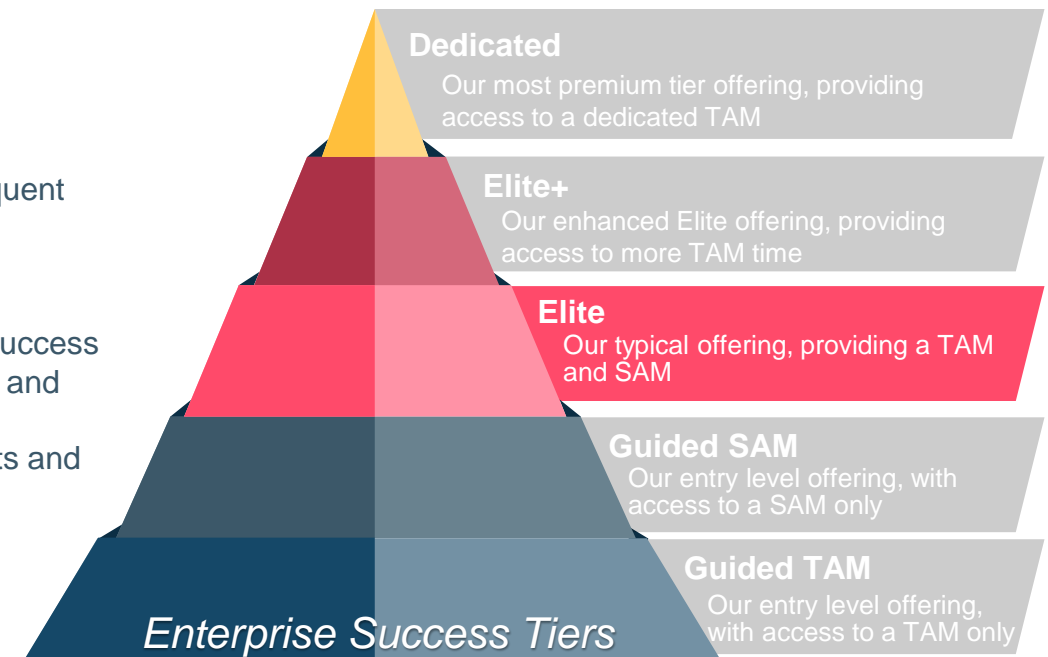 Dedicated
Our most premium tier offering, providing
access to a dedicated TAM
Elite+
Our enhanced Elite offering, providing
access to more TAM time
Elite
Our typical offering, providing a TAM
and SAM
Guided SAM
Our entry level offering, with
access to a SAM only
Guided TAM
Our entry level offering,
with access to a TAM only
Enterprise Success Tiers
and
and